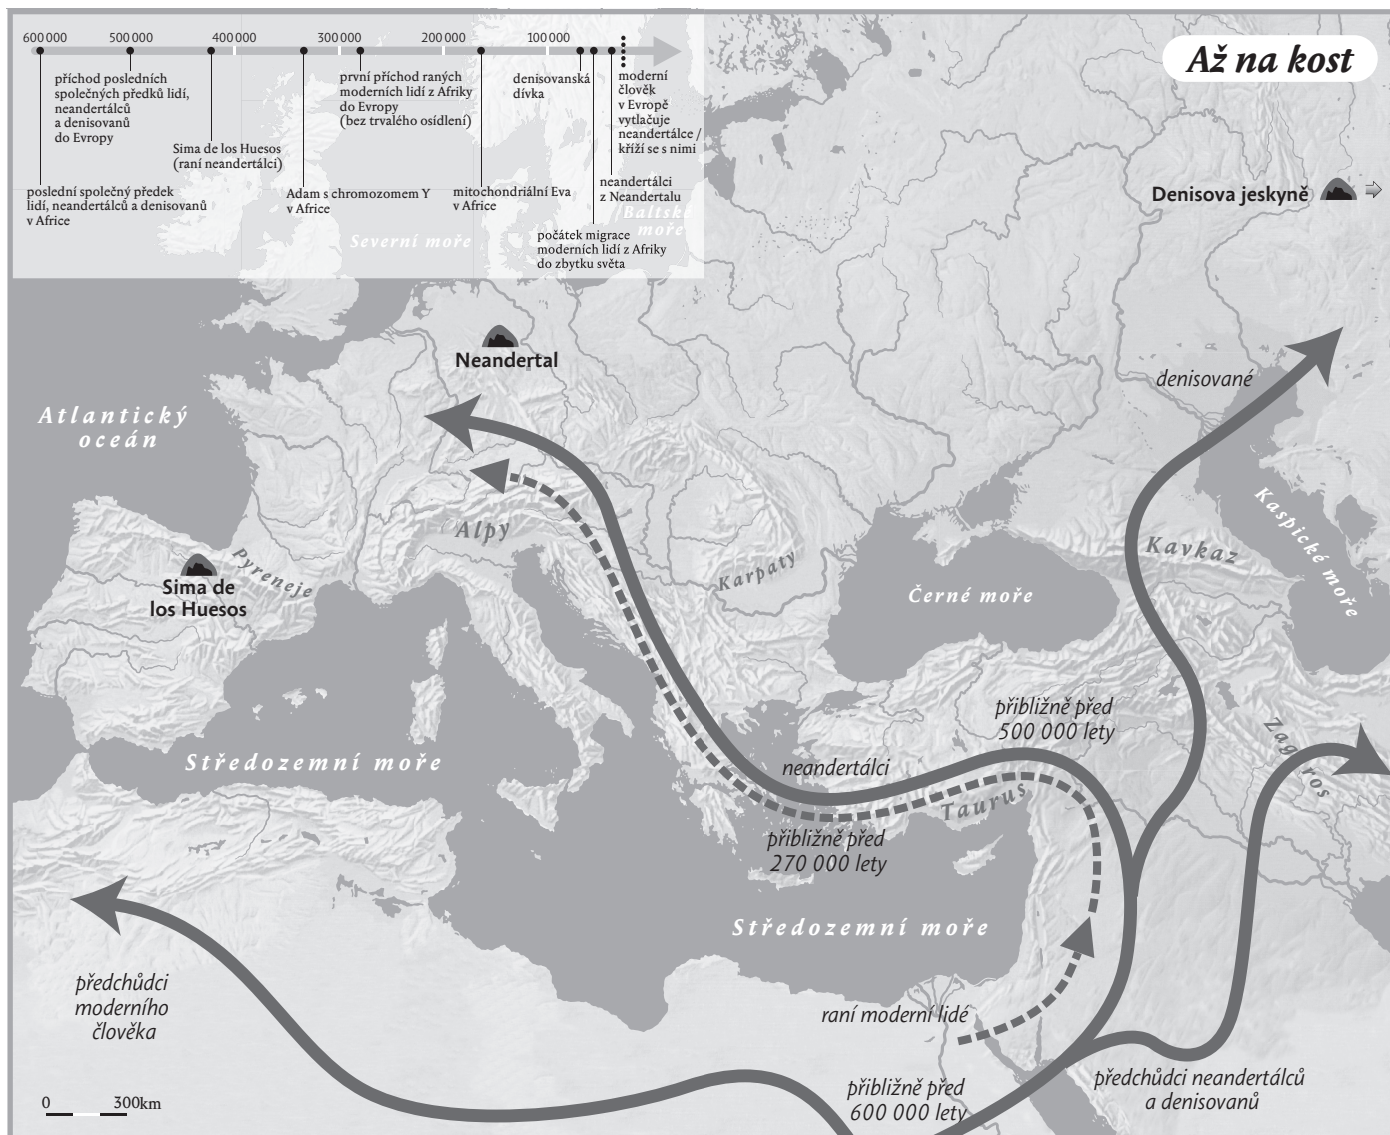 Až na kost
600 000
500 000
400 000
300 000
200 000
100 000
příchod posledních
společných předků lidí,
neandertálců
a denisovanů
do Evropy
první příchod raných
moderních lidí z Afriky
do Evropy
(bez trvalého osídlení)
denisovanská
dívka
moderní
člověk
v Evropě
vytlačuje
neandertálce /
kříží se s nimi
Sima de los Huesos
(raní neandertálci)
poslední společný předek
lidí, neandertálců a denisovanů
v Africe
Adam s chromozomem Y
v Africe
mitochondriální Eva
v Africe
neandertálci
z Neandertalu
počátek migrace
moderních lidí z Afriky
do zbytku světa
Severní moře
Baltské
moře
Denisova jeskyně
Neandertal
denisované
Atlantický
oceán
Alpy
Pyreneje
Sima de
los Huesos
Karpaty
Kavkaz
Kaspické moře
Černé moře
přibližně před
500 000 lety
Zagros
Středozemní moře
neandertálci
Taurus
přibližně před
270 000 lety
Středozemní moře
předchůdci
moderního
člověka
raní moderní lidé
přibližně před
600 000 lety
předchůdci neandertálců
a denisovanů
0 300km